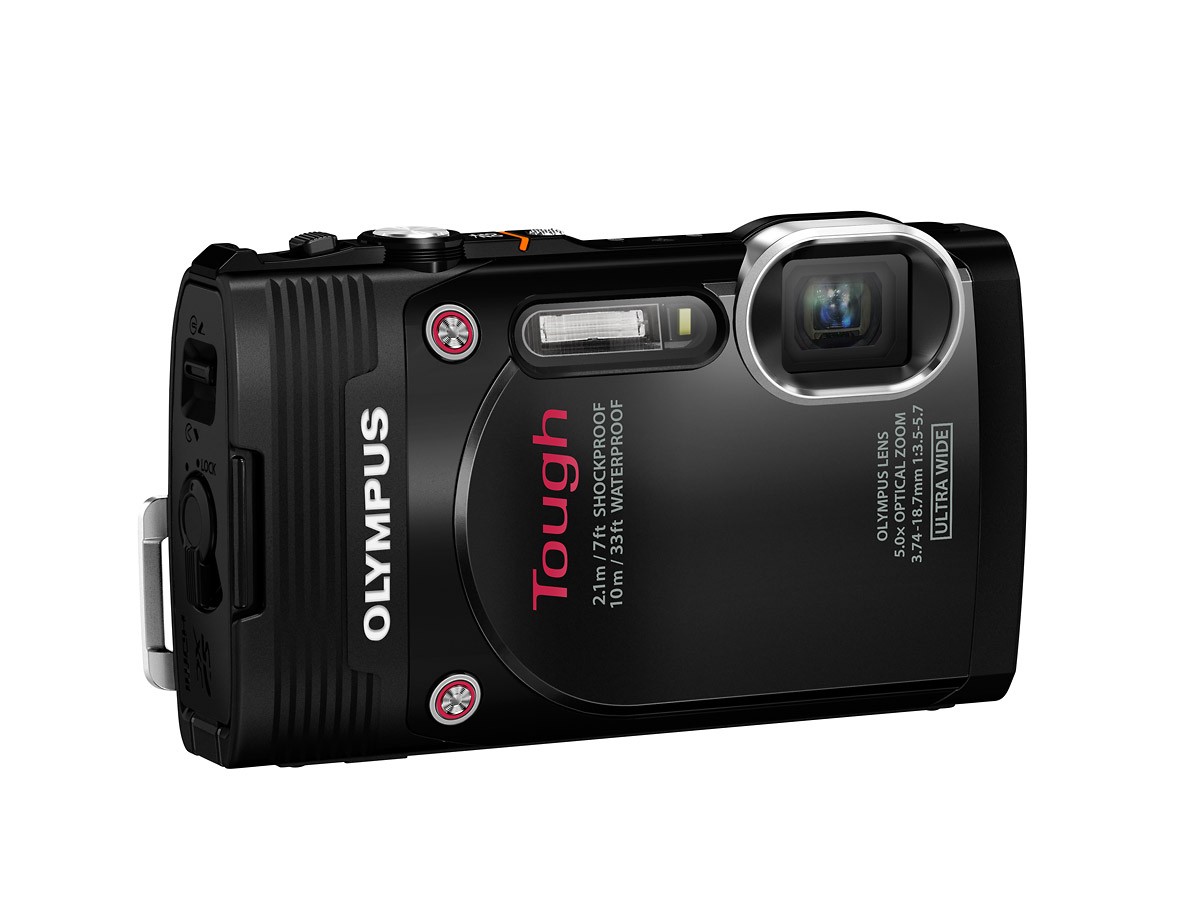 OLYMPUS
Tough
2.1m / 7ft SHOCKPROOF
10m / 33ft WATERPROOF
OLYMPUS LENS
5.0x OPTICAL ZOOM
3.74-18.7mm 1:3.5-5.7
ULTRA WIDE
LOCK